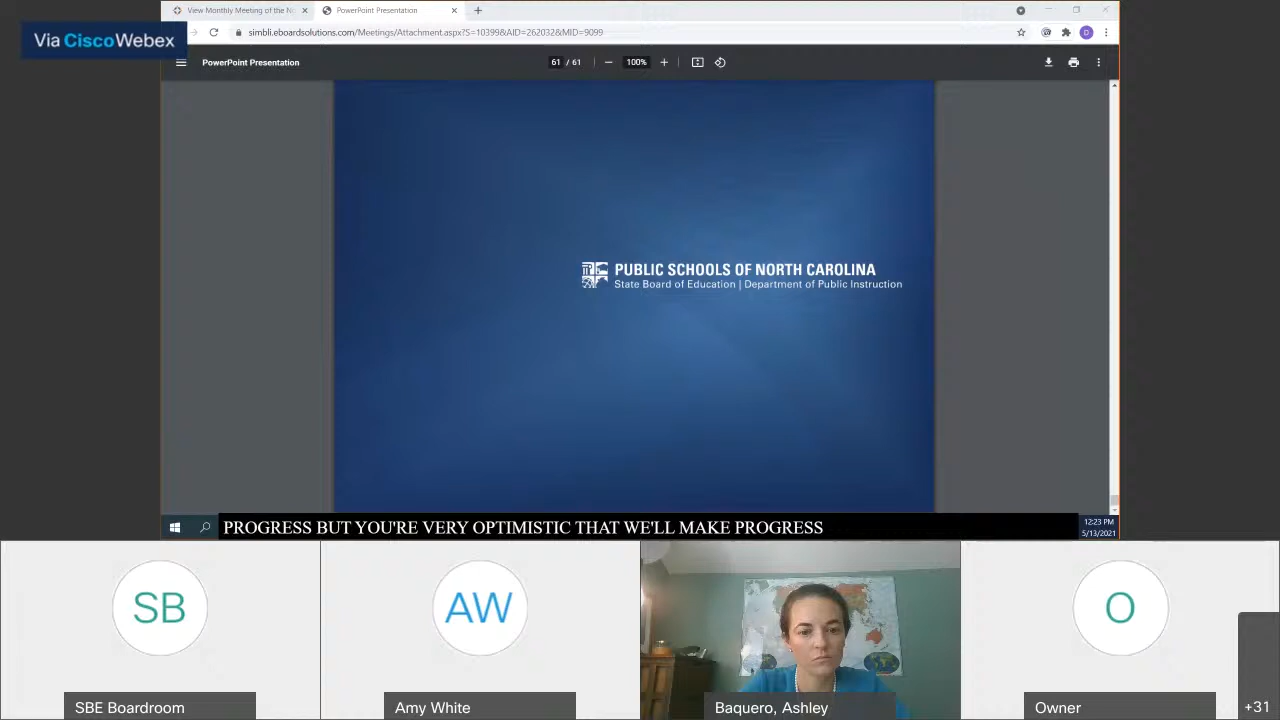 View Monthly Meeting of the N
PowerPoint Presentation
Via Cisco Webex
simbli.eboardsolutions.com/Meetings/Attachment.aspx?S=10399&AID=262032&MID=9099
D
PowerPoint Presentation
61 / 61
100%
PUBLIC SCHOOLS OF NORTH CAROLINA
State Board of Education | Department of Public Instruction
PROGRESS BUT YOU'RE VERY OPTIMISTIC THAT WE'LL MAKE PROGRESS
12:23 PM
5/13/2021
SB
AW
O
SBE Boardroom
Amy White
Baquero, Ashley
Owner
+31